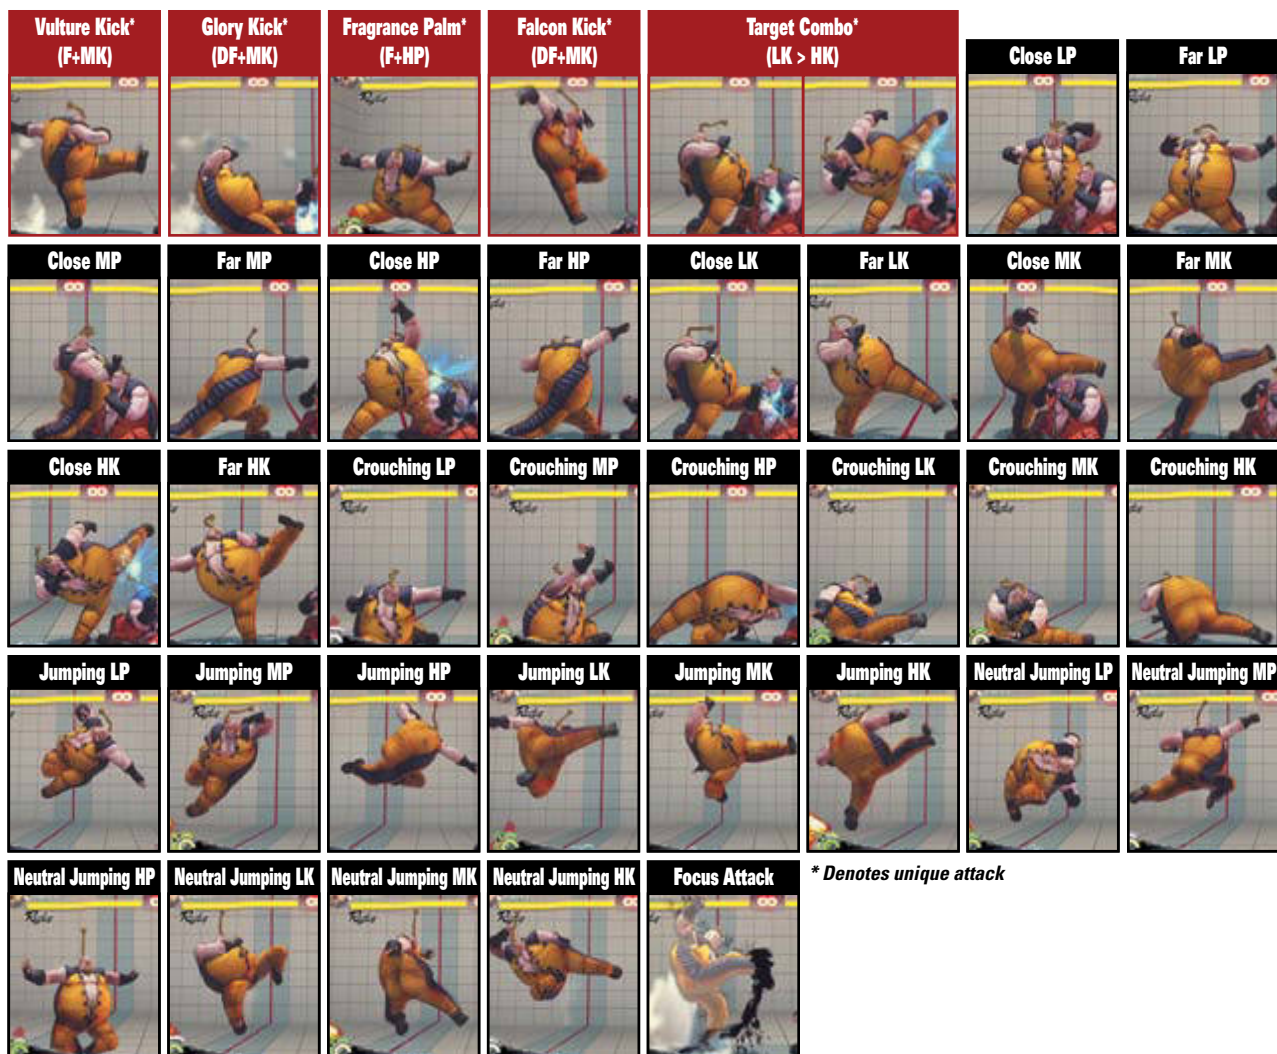 Vulture Kick*
(F+MK)
Glory Kick*
(DF+MK)
Fragrance Palm*
(F+HP)
Falcon Kick*
(DF+MK)
Target Combo*
(LK > HK)
Close LP
Far LP
Close MP
Far MP
Close HP
Far HP
Close LK
Far LK
Close MK
Far MK
Close HK
Far HK
Crouching LP
Crouching MP
Crouching HP
Crouching LK
Crouching MK
Crouching HK
Jumping LP
Jumping MP
Jumping HP
Jumping LK
Jumping MK
Jumping HK
Neutral Jumping LP
Neutral Jumping MP
Neutral Jumping HP
Neutral Jumping LK
Neutral Jumping MK
Neutral Jumping HK
Focus Attack
* Denotes unique attack